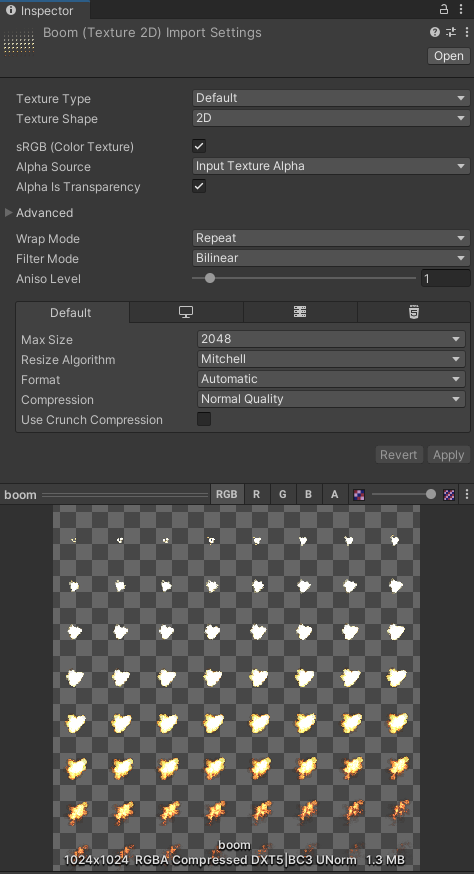 Inspector
Boom (Texture 2D) Import Settings
Open
Texture Type Default
Texture Shape 2D
sRGB (Color Texture)
Alpha Source Input Texture Alpha
Alpha Is Transparency
Advanced
Wrap Mode Repeat
Filter Mode Bilinear
Aniso Level 1
Default
Max Size 2048
Resize Algorithm Mitchell
Format Automatic
Compression Normal Quality
Use Crunch Compression
Revert Apply
boom RGB R G B A
boom
1024x1024 RGBA Compressed DXT5|BC3 UNorm 1.3 MB